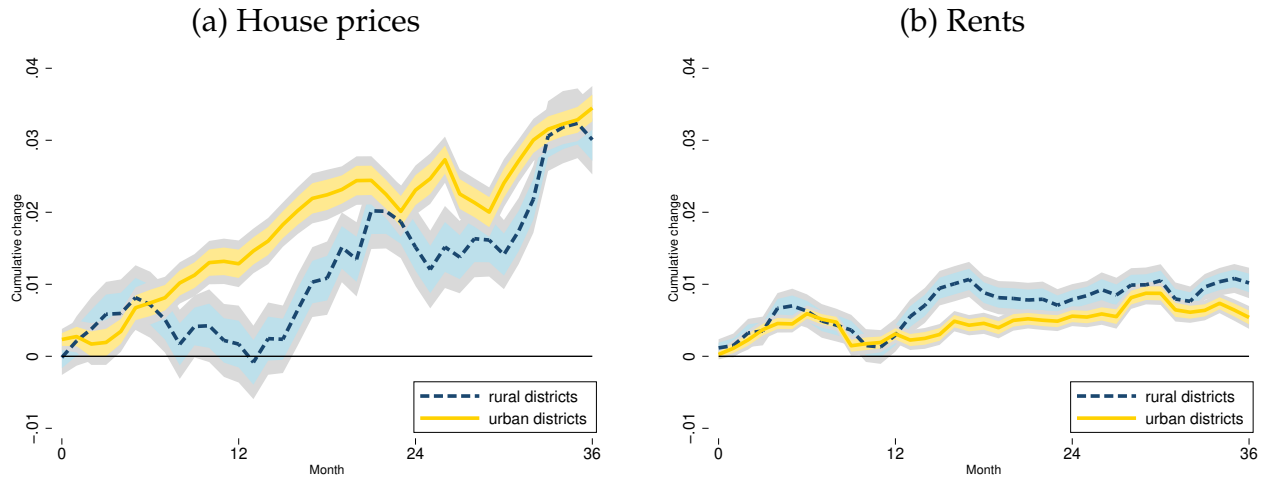 (a) House prices
Cumulative change
.04
.03
.02
.01
0
-.01
0
12
24
36
Month
rural districts
urban districts
(b) Rents
Cumulative change
.04
.03
.02
.01
0
-.01
0
12
24
36
Month
rural districts
urban districts